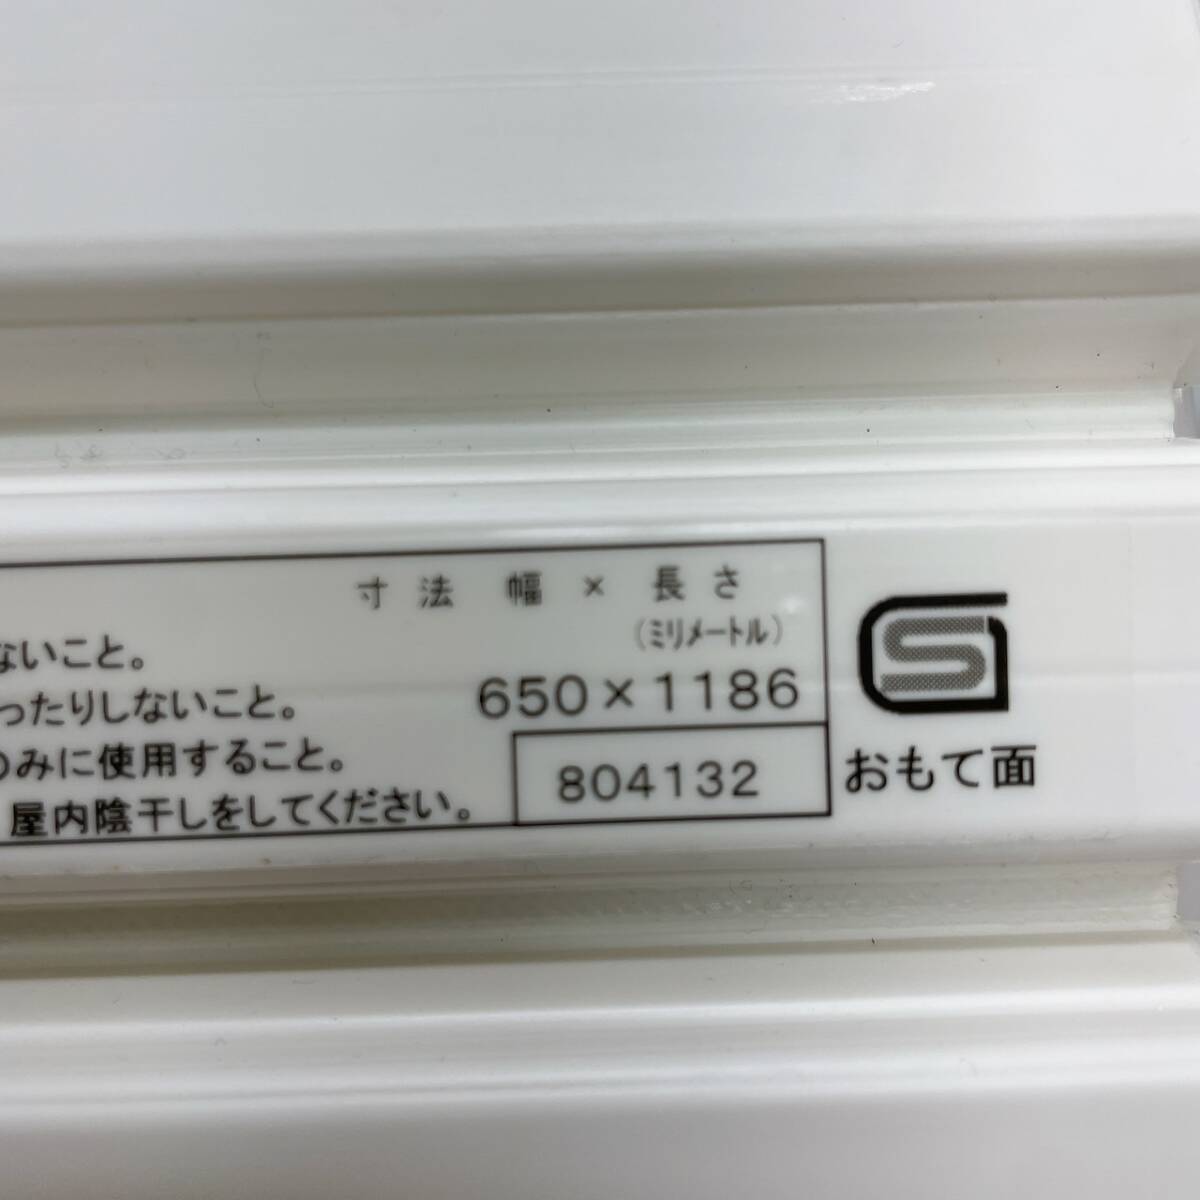 寸法 幅×長さ
(ミリメートル)
650×1186
ないこと。
ったりしないこと。
のみに使用すること。
屋内陰干しをしてください。
804132
S
おもて面